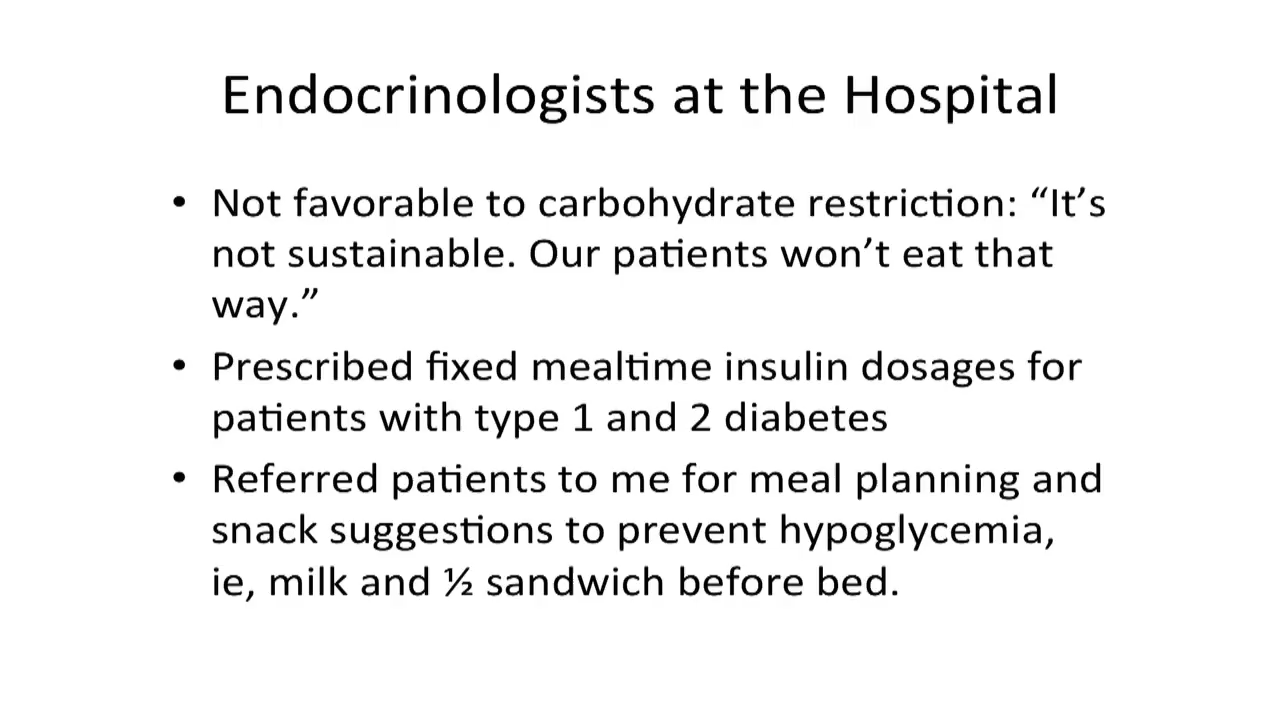 Endocrinologists at the Hospital
• Not favorable to carbohydrate restriction: “It’s
not sustainable. Our patients won’t eat that
way.”
• Prescribed fixed mealtime insulin dosages for
patients with type 1 and 2 diabetes
• Referred patients to me for meal planning and
snack suggestions to prevent hypoglycemia,
ie, milk and ½ sandwich before bed.